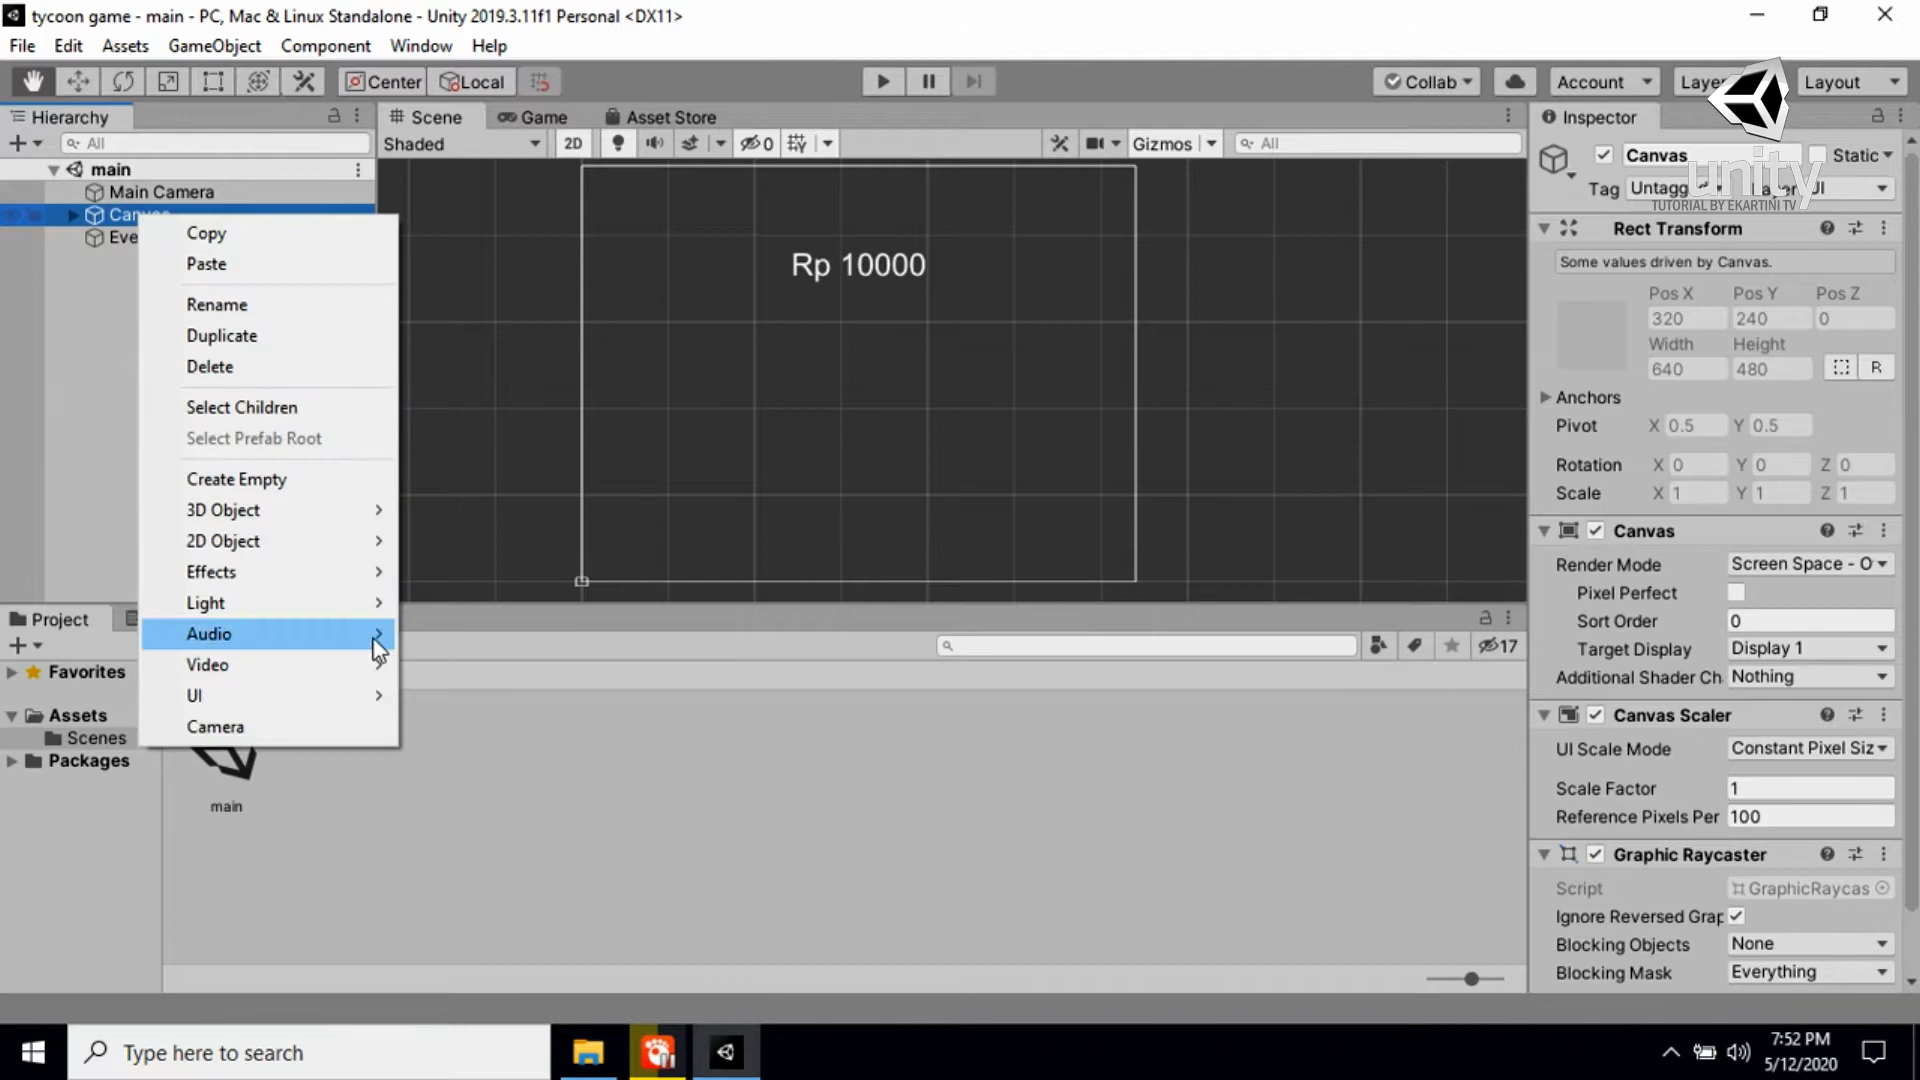 tycoon game - main - PC, Mac & Linux Standalone - Unity 2019.3.11f1 Personal <DX11>
File Edit Assets GameObject Component Window Help
Center Local Collab Account Layout
Hierarchy Scene Game Asset Store Inspector
All Shaded 2D 0 Gizmos All
main
Main Camera
Copy
Paste
Rename
Duplicate
Delete
Select Children
Select Prefab Root
Create Empty
3D Object
2D Object
Effects
Light
Audio
Video
UI
Camera
Rp 10000
Canvas Static
Tag
unity
TUTORIAL BY EKARTINI TV
Rect Transform
Some values driven by Canvas.
Pos X Pos Y Pos Z
320 240 0
Width Height
640 480 R
Anchors
Pivot X 0.5 Y 0.5
Rotation X 0 Y 0 Z 0
Scale X 1 Y 1 Z 1
Canvas
Render Mode Screen Space - O
Pixel Perfect
Sort Order 0
Target Display Display 1
Additional Shader Ch Nothing
Canvas Scaler
UI Scale Mode Constant Pixel Siz
Scale Factor 1
Reference Pixels Per 100
Graphic Raycaster
Script GraphicRaycas
Ignore Reversed Grap
Blocking Objects None
Blocking Mask Everything
Project
17
Favorites
Assets
Scenes
Packages
main
Type here to search
7:52 PM
5/12/2020